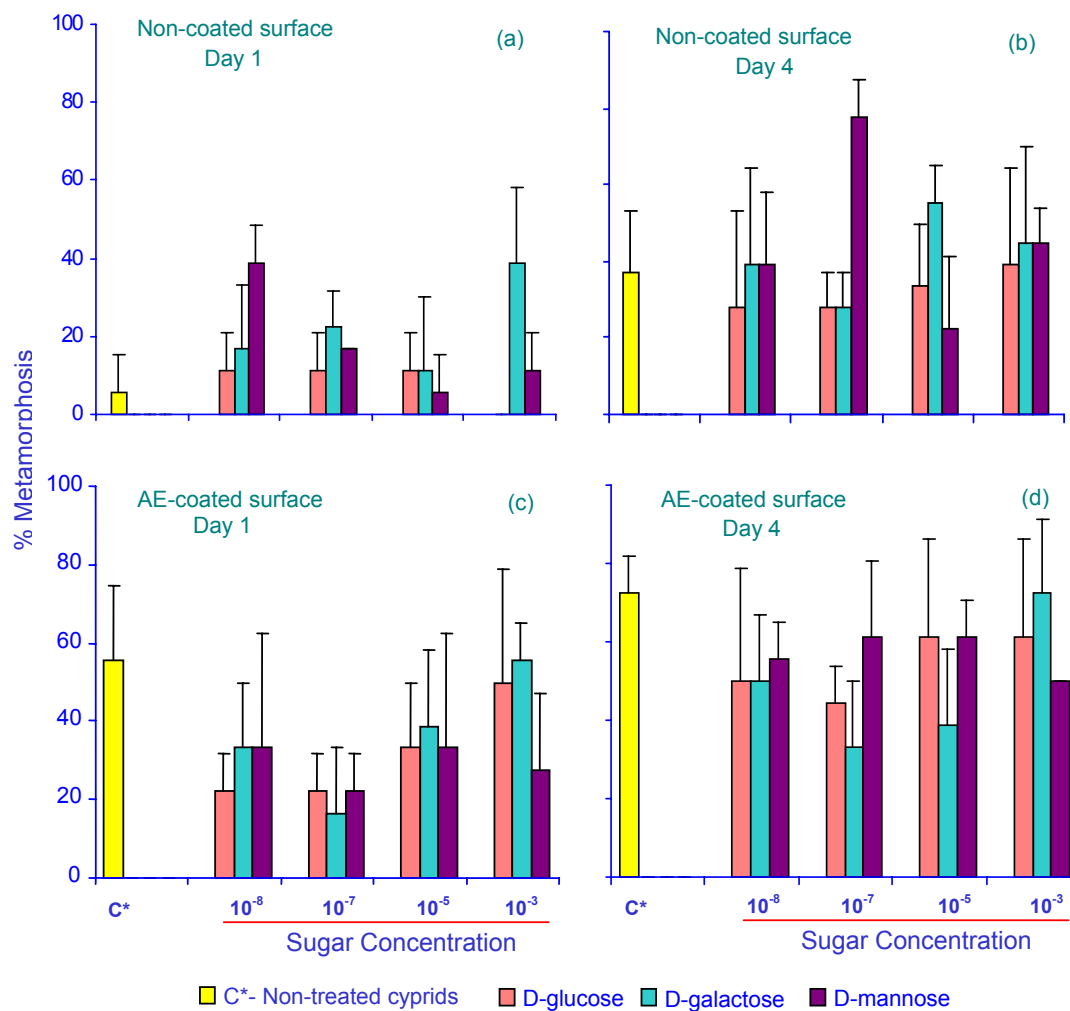 Non-coated surface
Day 1
(a)
Non-coated surface
Day 4
(b)
100
80
60
40
20
0
% Metamorphosis
AE-coated surface
Day 1
(c)
AE-coated surface
Day 4
(d)
100
80
60
40
20
0
C* 10⁻⁸ 10⁻⁷ 10⁻⁵ 10⁻³
Sugar Concentration
C* 10⁻⁸ 10⁻⁷ 10⁻⁵ 10⁻³
Sugar Concentration
C*- Non-treated cyprids D-glucose D-galactose D-mannose